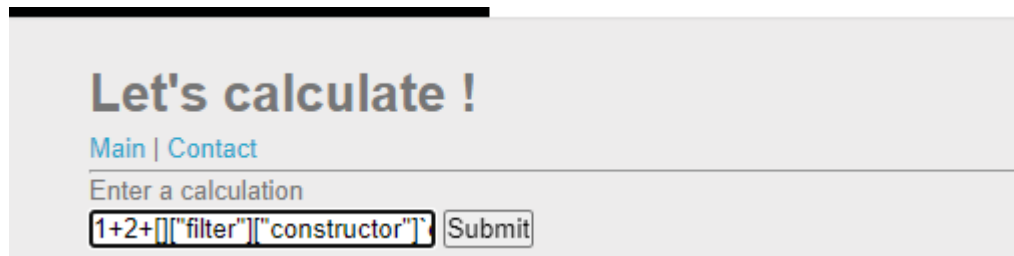 Let's calculate !
Main | Contact
Enter a calculation
1+2+[]["filter"]["constructor"]` Submit